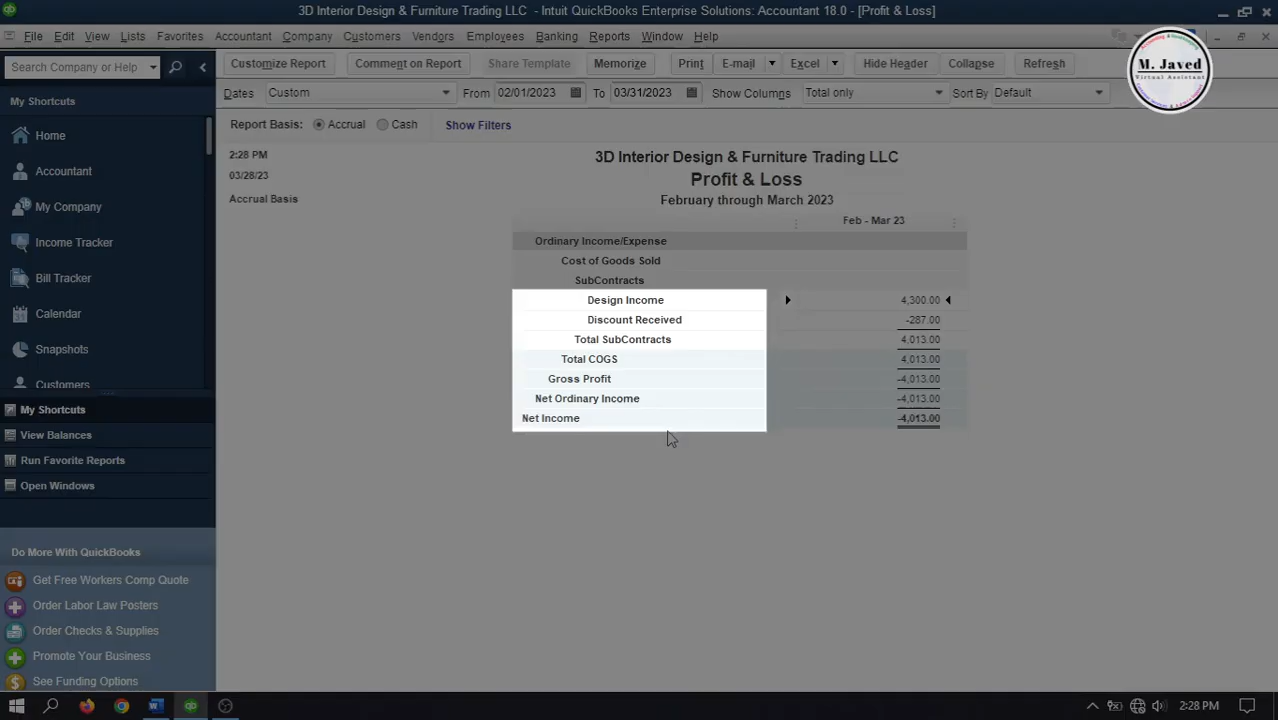 3D Interior Design & Furniture Trading LLC - Intuit QuickBooks Enterprise Solutions: Accountant 18.0 - [Profit & Loss]
File Edit View Lists Favorites Accountant Company Customers Vendors Employees Banking Reports Window Help
Search Company or Help
Customize Report Comment on Report Share Template Memorize Print E-mail Excel Hide Header Collapse Refresh
M. Javed
Virtual Assistant
My Shortcuts
Dates Custom From 02/01/2023 To 03/31/2023 Show Columns Total only Sort By Default
Report Basis: Accrual Cash Show Filters
Home
Accountant
My Company
Income Tracker
Bill Tracker
Calendar
Snapshots
Customers
My Shortcuts
View Balances
Run Favorite Reports
Open Windows
Do More With QuickBooks
Get Free Workers Comp Quote
Order Labor Law Posters
Order Checks & Supplies
Promote Your Business
See Funding Options
2:28 PM
03/28/23
Accrual Basis
3D Interior Design & Furniture Trading LLC
Profit & Loss
February through March 2023
Feb - Mar 23
Ordinary Income/Expense
Cost of Goods Sold
SubContracts
Design Income 4,300.00
Discount Received -287.00
Total SubContracts 4,013.00
Total COGS 4,013.00
Gross Profit -4,013.00
Net Ordinary Income -4,013.00
Net Income -4,013.00
2:28 PM